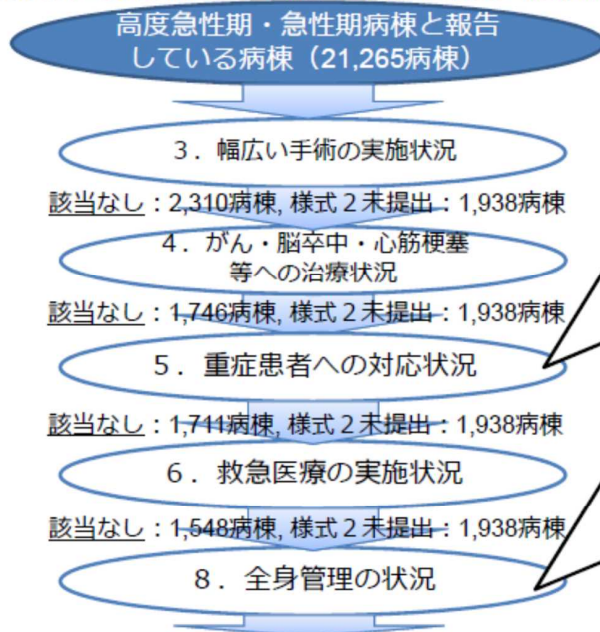 高度急性期・急性期病棟と報告
している病棟（21,265病棟）
３．幅広い手術の実施状況
該当なし：2,310病棟, 様式２未提出：1,938病棟
４．がん・脳卒中・心筋梗塞
等への治療状況
該当なし：1,746病棟, 様式２未提出：1,938病棟
５．重症患者への対応状況
該当なし：1,711病棟, 様式２未提出：1,938病棟
６．救急医療の実施状況
該当なし：1,548病棟, 様式２未提出：1,938病棟
８．全身管理の状況